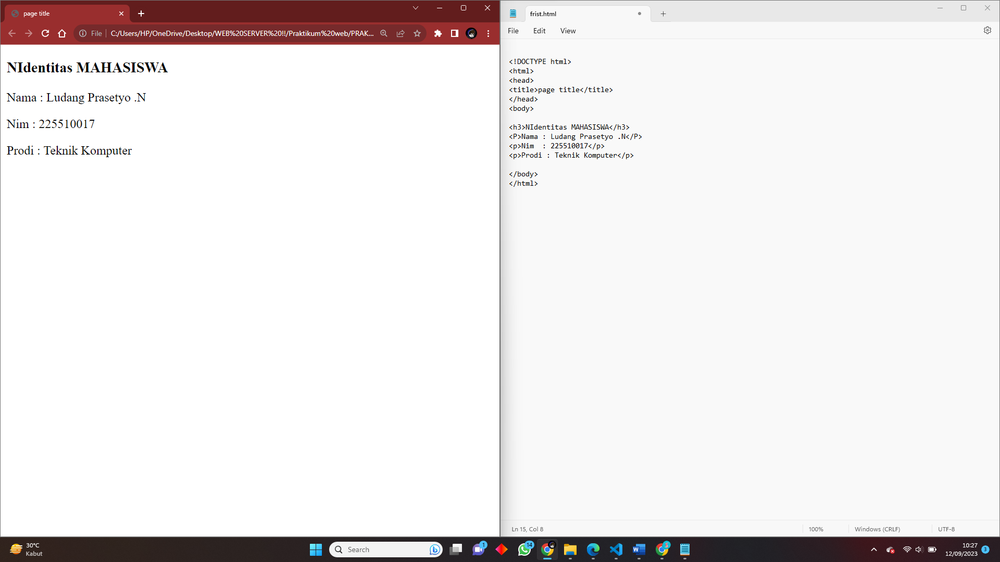 page title
File
C:/Users/HP/OneDrive/Desktop/WEB%20SERVER%20!!/Praktikum%20web/PRAK...
NIdentitas MAHASISWA
Nama : Ludang Prasetyo .N
Nim : 225510017
Prodi : Teknik Komputer
frist.html
File Edit View
<!DOCTYPE html>
<html>
<head>
<title>page title</title>
</head>
<body>
<h3>NIdentitas MAHASISWA</h3>
<P>Nama : Ludang Prasetyo .N</P>
<p>Nim  : 225510017</p>
<p>Prodi : Teknik Komputer</p>
</body>
</html>
Ln 15, Col 8
100%
Windows (CRLF)
UTF-8
30°C
Kabut
Search
1
14
3
10:27
12/09/2023
3